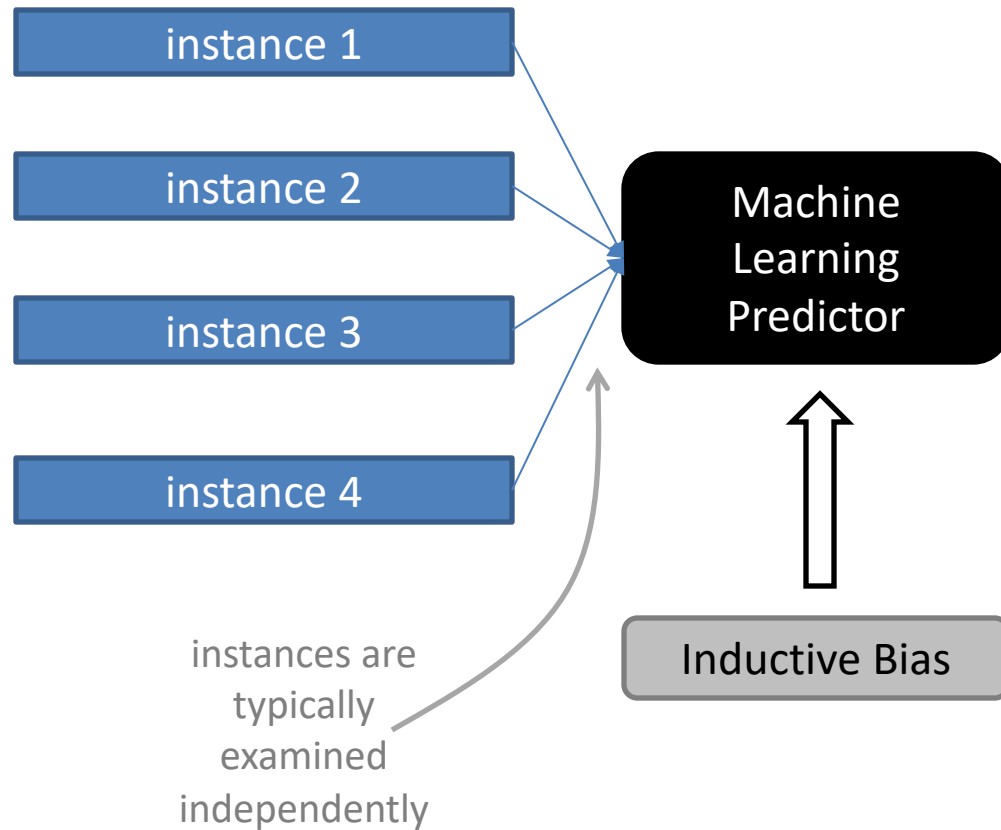 instance 1
instance 2
instance 3
instance 4
Machine
Learning
Predictor
Inductive Bias
instances are
typically
examined
independently